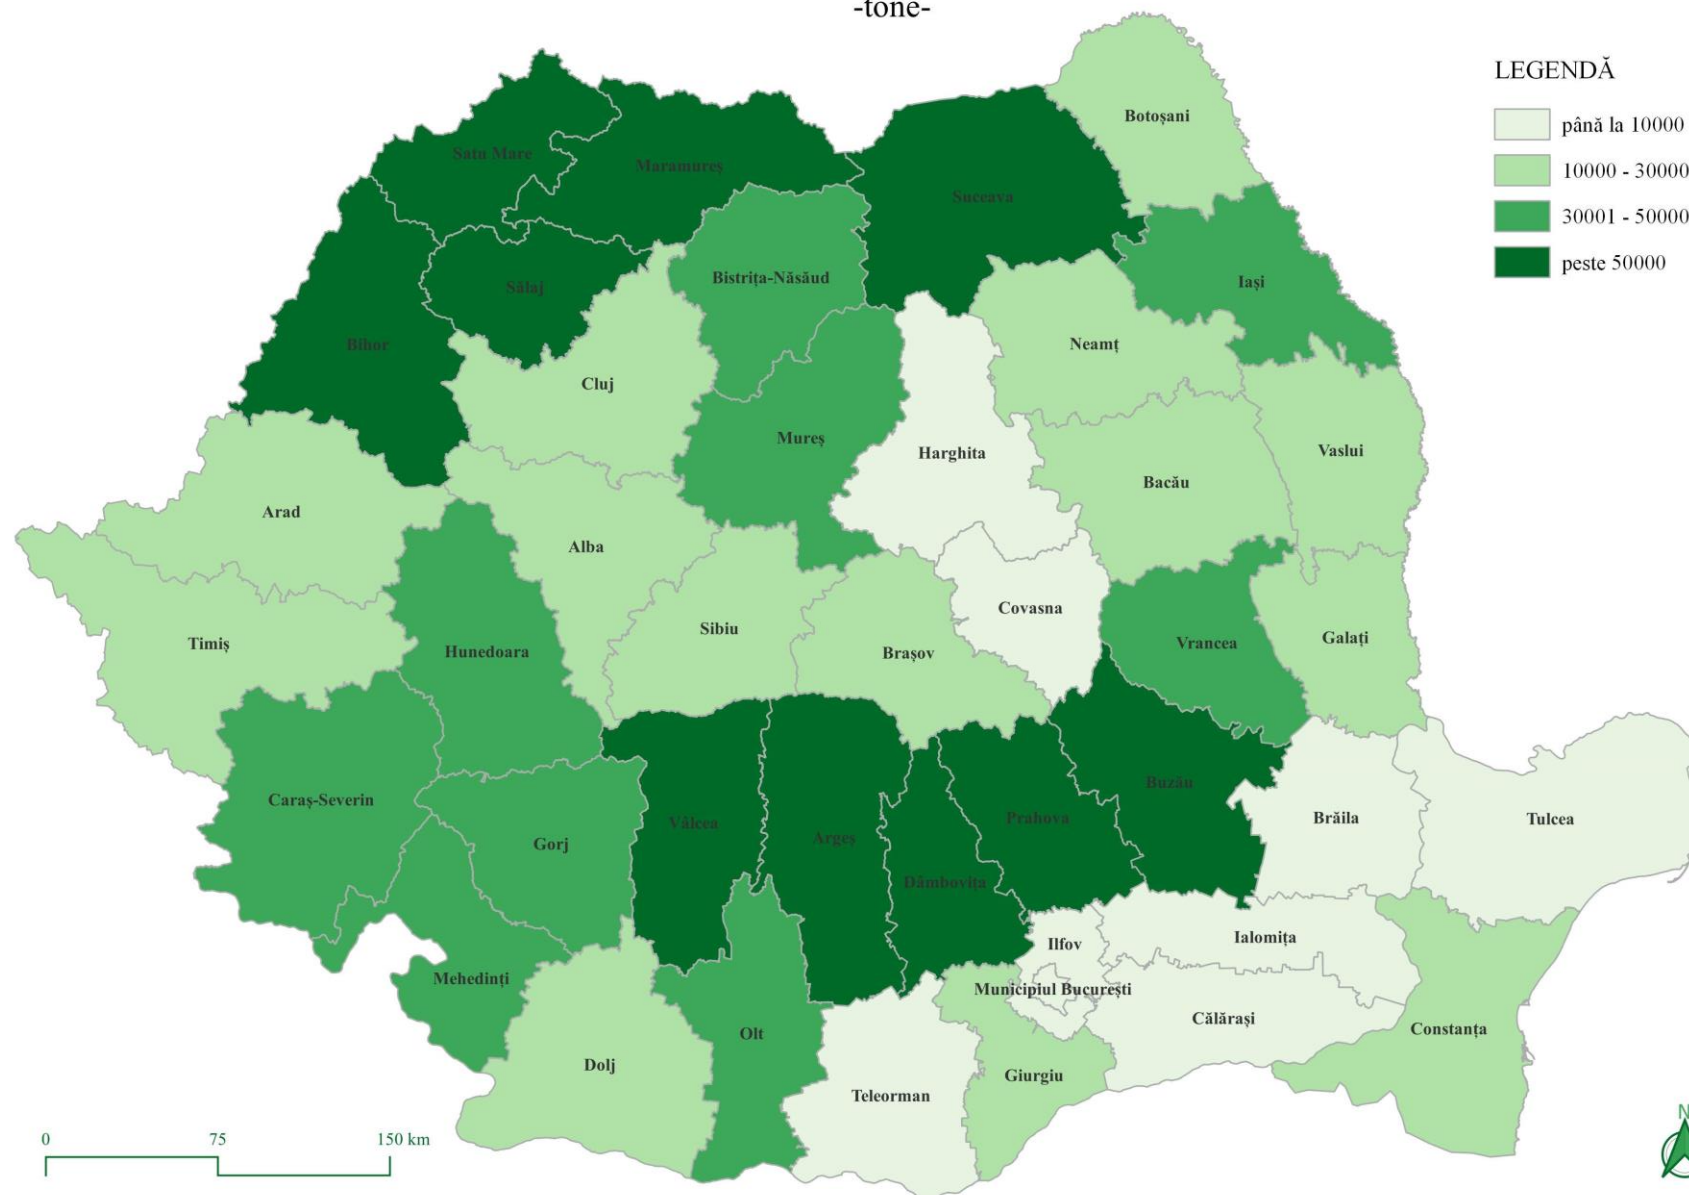 -tone-
LEGENDĂ
până la 10000
10000 - 30000
30001 - 50000
peste 50000
Botoșani
Satu Mare
Maramureș
Suceava
Bistrița-Năsăud
Iași
Sălaj
Bihor
Neamț
Cluj
Mureș
Harghita
Vaslui
Bacău
Arad
Alba
Covasna
Sibiu
Timiș
Hunedoara
Brașov
Vrancea
Galați
Caraș-Severin
Buzău
Gorj
Vâlcea
Argeș
Prahova
Brăila
Tulcea
Dâmbovița
Ilfov
Ialomița
Mehedinți
Municipiul București
Călărași
Constanța
Olt
Dolj
Giurgiu
Teleorman
0 75 150 km
N